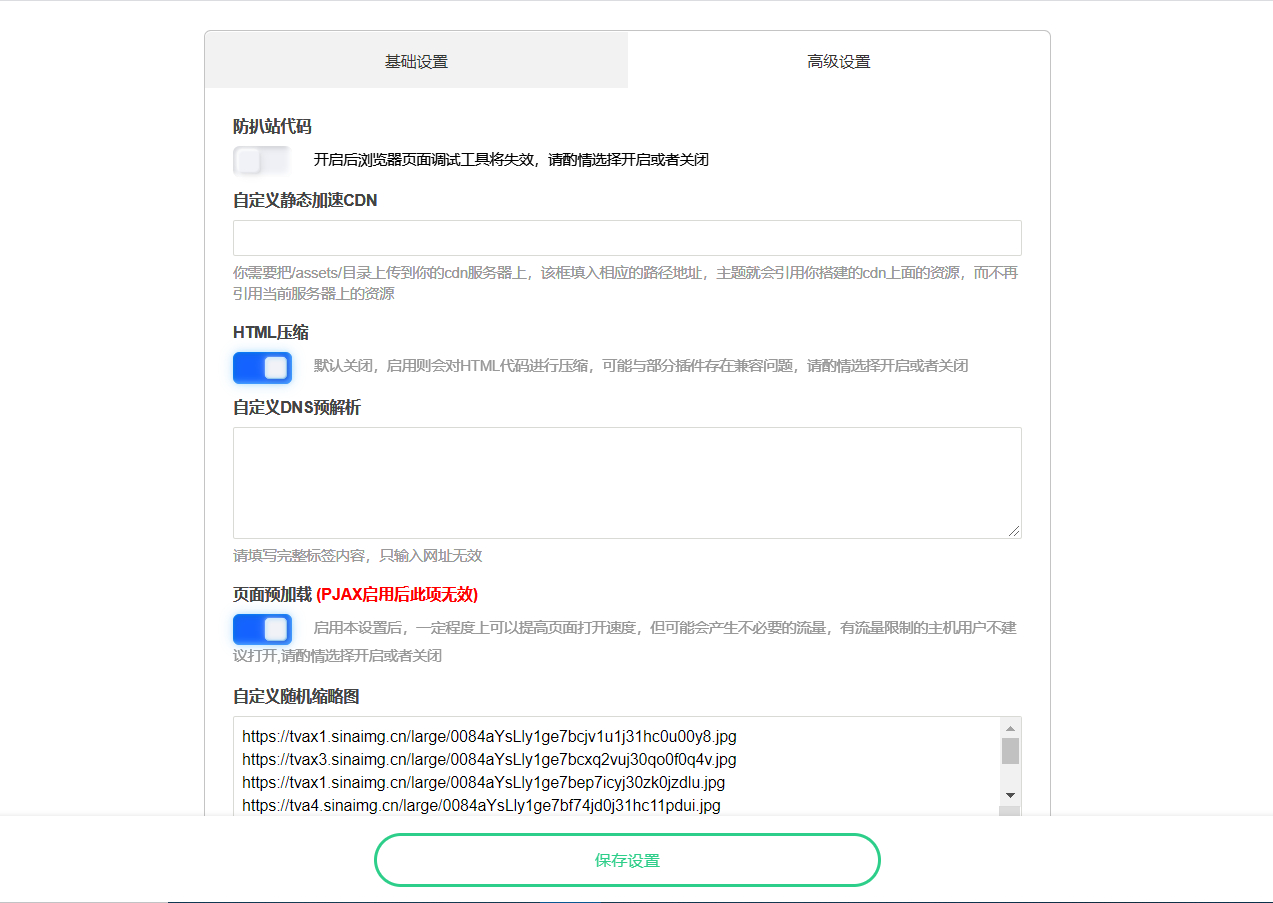 基础设置
高级设置
防扒站代码
开启后浏览器页面调试工具将失效，请酌情选择开启或者关闭
自定义静态加速CDN
你需要把/assets/目录上传到你的cdn服务器上，该框填入相应的路径地址，主题就会引用你搭建的cdn上面的资源，而不再
引用当前服务器上的资源
HTML压缩
默认关闭，启用则会对HTML代码进行压缩，可能与部分插件存在兼容问题，请酌情选择开启或者关闭
自定义DNS预解析
请填写完整标签内容，只输入网址无效
页面预加载 (PJAX启用后此项无效)
启用本设置后，一定程度上可以提高页面打开速度，但可能会产生不必要的流量，有流量限制的主机用户不建
议打开,请酌情选择开启或者关闭
自定义随机缩略图
https://tvax1.sinaimg.cn/large/0084aYsLly1ge7bcjv1u1j31hc0u00y8.jpg
https://tvax3.sinaimg.cn/large/0084aYsLly1ge7bcxq2vuj30qo0f0q4v.jpg
https://tvax1.sinaimg.cn/large/0084aYsLly1ge7bep7icyj30zk0jzdlu.jpg
https://tva4.sinaimg.cn/large/0084aYsLly1ge7bf74jd0j31hc11pdui.jpg
保存设置